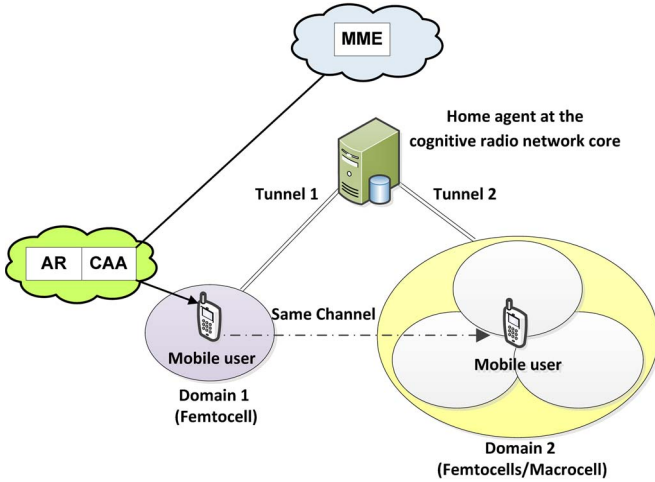 MME
Home agent at the
cognitive radio network core
Tunnel 1
Tunnel 2
AR
CAA
Same Channel
Mobile user
Mobile user
Domain 1
(Femtocell)
Domain 2
(Femtocells/Macrocell)